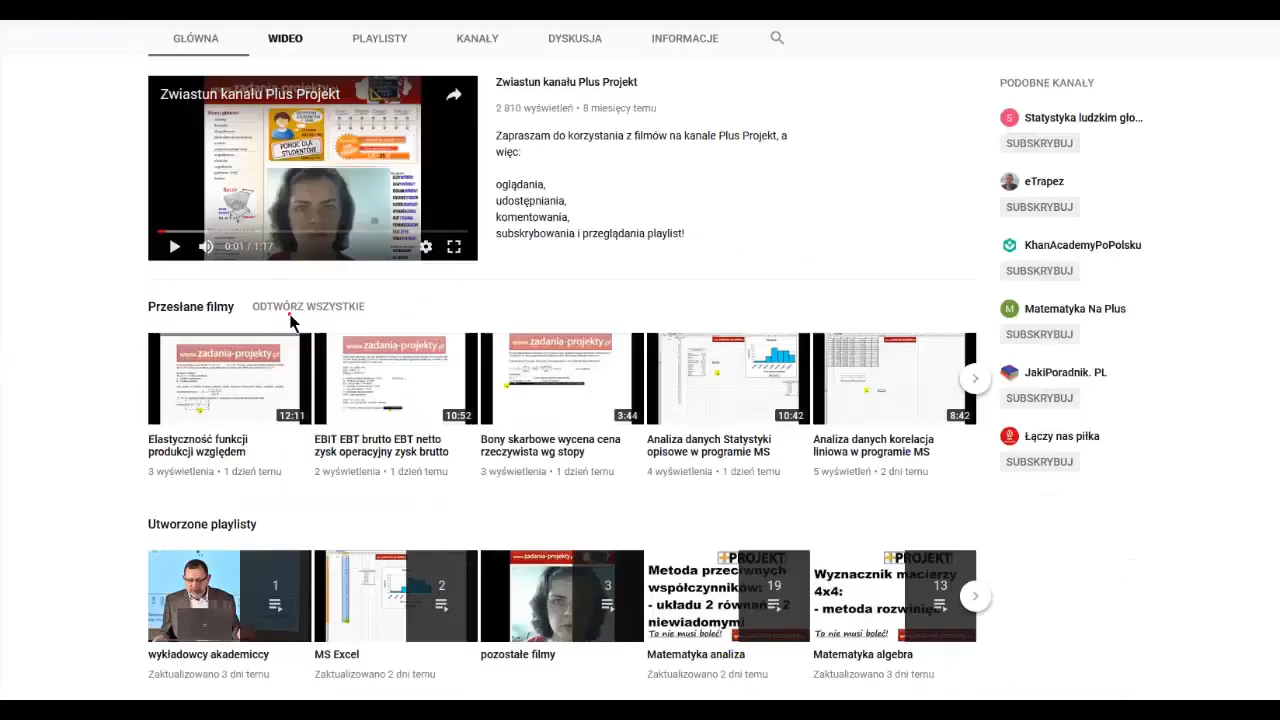 GŁÓWNA
WIDEO
PLAYLISTY
KANAŁY
DYSKUSJA
INFORMACJE
Zwiastun kanału Plus Projekt
POMOC DLA
STUDENTÓW
0:01 / 1:17
Zwiastun kanału Plus Projekt
2 810 wyświetleń • 8 miesięcy temu
Zapraszam do korzystania z filmów na kanale Plus Projekt, a
więc:
oglądania,
udostępniania,
komentowania,
subskrybowania i przeglądania playlist!
PODOBNE KANAŁY
S
Statystyka ludzkim gło...
SUBSKRYBUJ
eTrapez
SUBSKRYBUJ
KhanAcademyPoPolsku
SUBSKRYBUJ
M
Matematyka Na Plus
SUBSKRYBUJ
JakiPoradnik. PL
SUBSKRYBUJ
Łączy nas piłka
SUBSKRYBUJ
Przesłane filmy
ODTWÓRZ WSZYSTKIE
www.zadania-projekty.pl
12:11
Elastyczność funkcji
produkcji względem
3 wyświetlenia • 1 dzień temu
www.zadania-projekty.pl
10:52
EBIT EBT brutto EBT netto
zysk operacyjny zysk brutto
2 wyświetlenia • 1 dzień temu
www.zadania-projekty.pl
3:44
Bony skarbowe wycena cena
rzeczywista wg stopy
3 wyświetlenia • 1 dzień temu
10:42
Analiza danych Statystyki
opisowe w programie MS
4 wyświetlenia • 1 dzień temu
8:42
Analiza danych korelacja
liniowa w programie MS
5 wyświetleń • 2 dni temu
Utworzone playlisty
1
wykładowcy akademiccy
Zaktualizowano 3 dni temu
2
MS Excel
Zaktualizowano 2 dni temu
www.zadania-projekty.pl
3
pozostałe filmy
PROJEKT
Metoda przeciwnych
współczynników:
- układu 2 równań z 2
niewiadomymi
To nie musi boleć!
19
Matematyka analiza
Zaktualizowano 2 dni temu
PROJEKT
Wyznacznik macierzy
4x4:
- metoda rozwinięć
To nie musi boleć!
13
Matematyka algebra
Zaktualizowano 3 dni temu